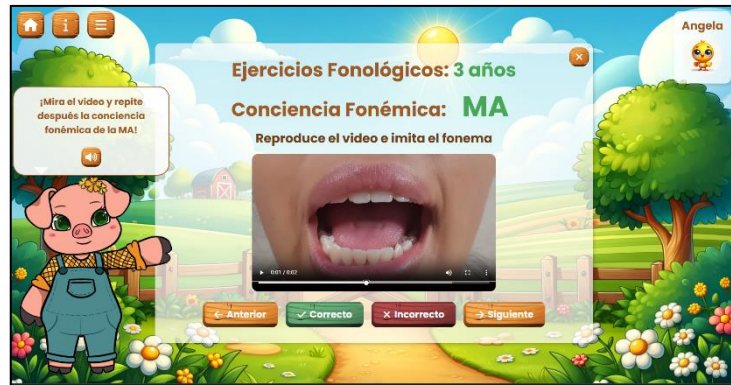 Angela
Ejercicios Fonológicos: 3 años
¡Mira el video y repite
después la conciencia
fonémica de la MA!
Conciencia Fonémica: MA
Reproduce el video e imita el fonema
0:01 / 0:02
← Anterior
✓ Correcto
× Incorrecto
→ Siguiente